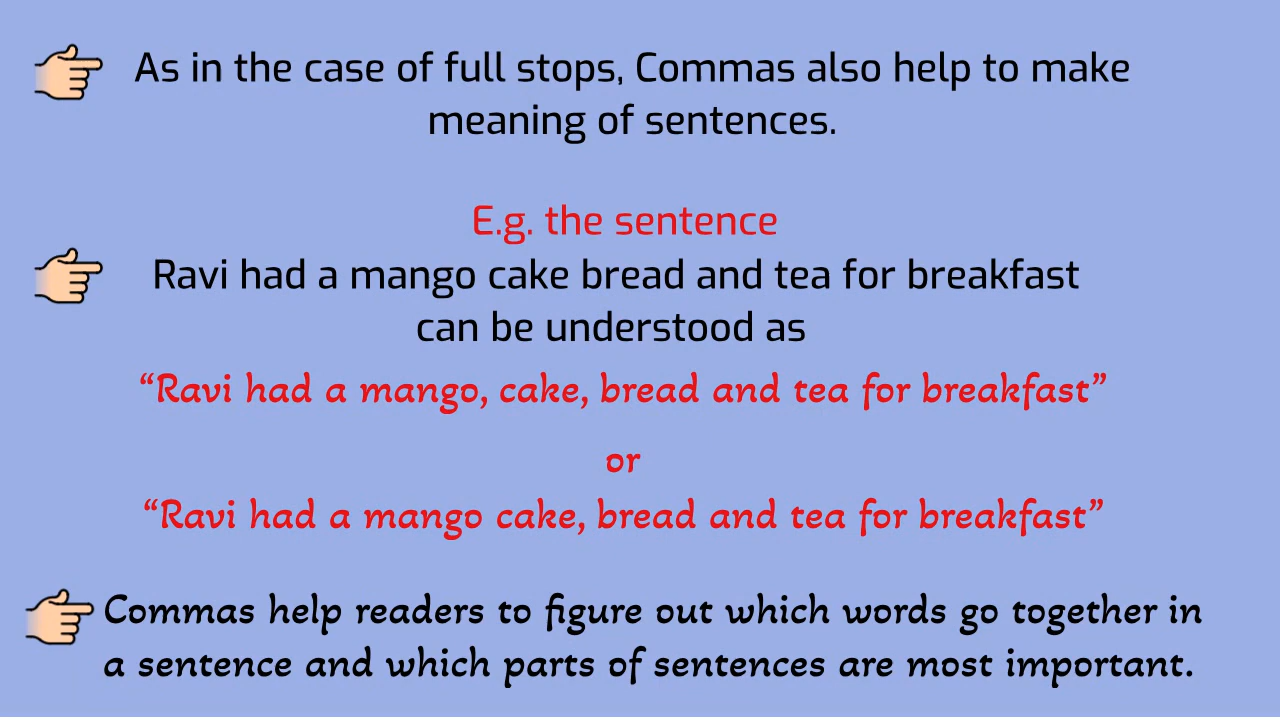 As in the case of full stops, Commas also help to make
meaning of sentences.
E.g. the sentence
Ravi had a mango cake bread and tea for breakfast
can be understood as
“Ravi had a mango, cake, bread and tea for breakfast”
or
“Ravi had a mango cake, bread and tea for breakfast”
Commas help readers to figure out which words go together in
a sentence and which parts of sentences are most important.